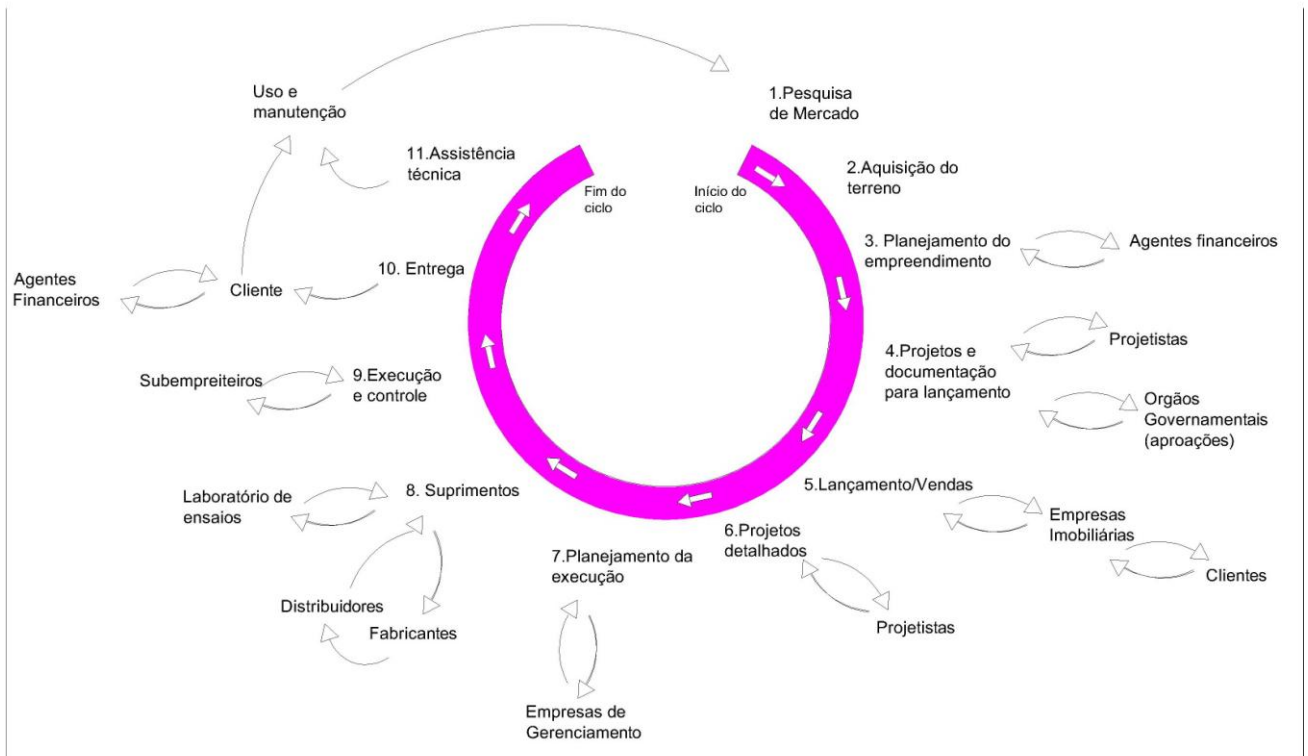 Uso e
manutenção
1.Pesquisa
de Mercado
11.Assistência
técnica
Fim do
ciclo
Início do
ciclo
2.Aquisição do
terreno
3. Planejamento do
empreendimento
Agentes financeiros
Agentes
Financeiros
Cliente
10. Entrega
4.Projetos e
documentação
para lançamento
Projetistas
Orgãos
Governamentais
(aproações)
Subempreiteiros
9.Execução
e controle
5.Lançamento/Vendas
Empresas
Imobiliárias
Clientes
Laboratório de
ensaios
8. Suprimentos
6.Projetos
detalhados
Projetistas
7.Planejamento da
execução
Distribuidores
Fabricantes
Empresas de
Gerenciamento